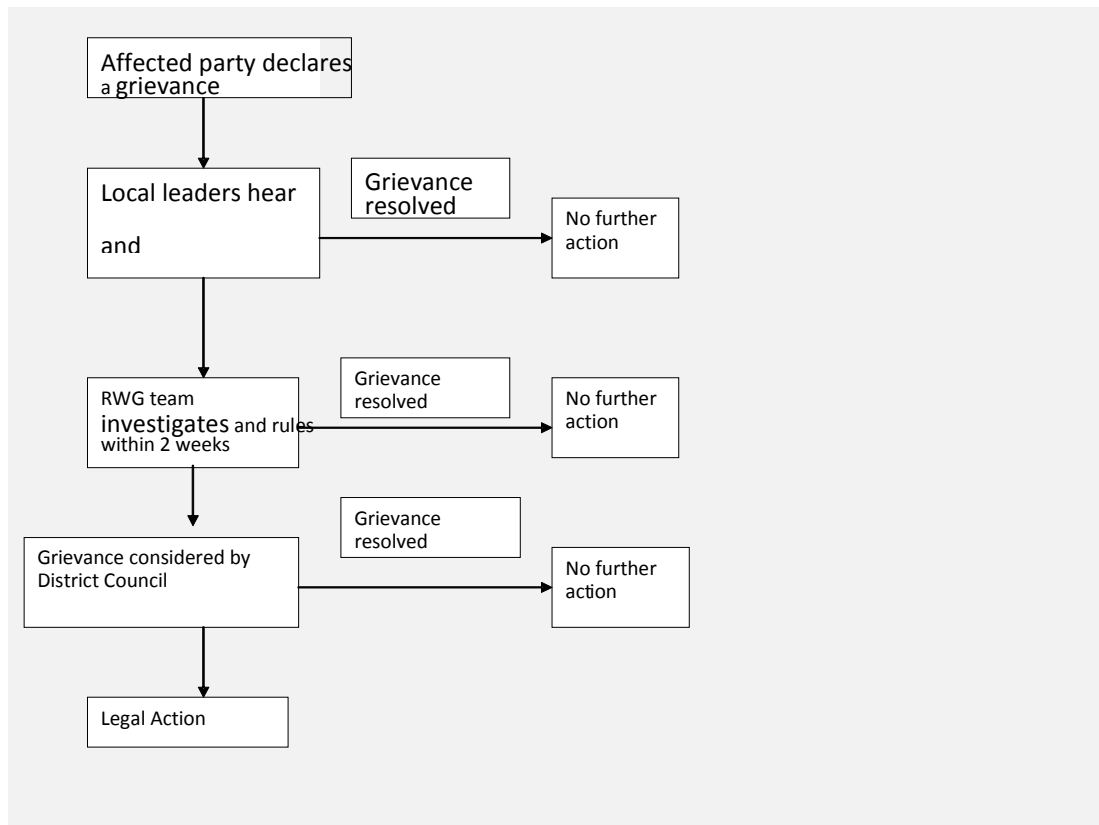 Affected party declares
a grievance
Local leaders hear
and
Grievance
resolved
No further
action
RWG team
investigates and rules
within 2 weeks
Grievance
resolved
No further
action
Grievance considered by
District Council
Grievance
resolved
No further
action
Legal Action